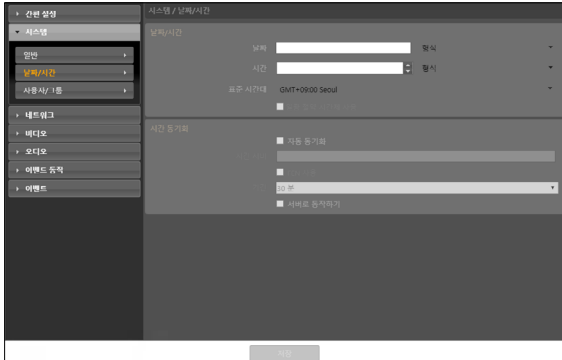 간편 설정
시스템
일반
날짜/시간
사용자/그룹
네트워크
비디오
오디오
이벤트 동작
이벤트
시스템 / 날짜/시간
날짜/시간
날짜
형식
시간
형식
표준 시간대
GMT+09:00 Seoul
시간 동기화
자동 동기화
30 분
서버로 동작하기
저장